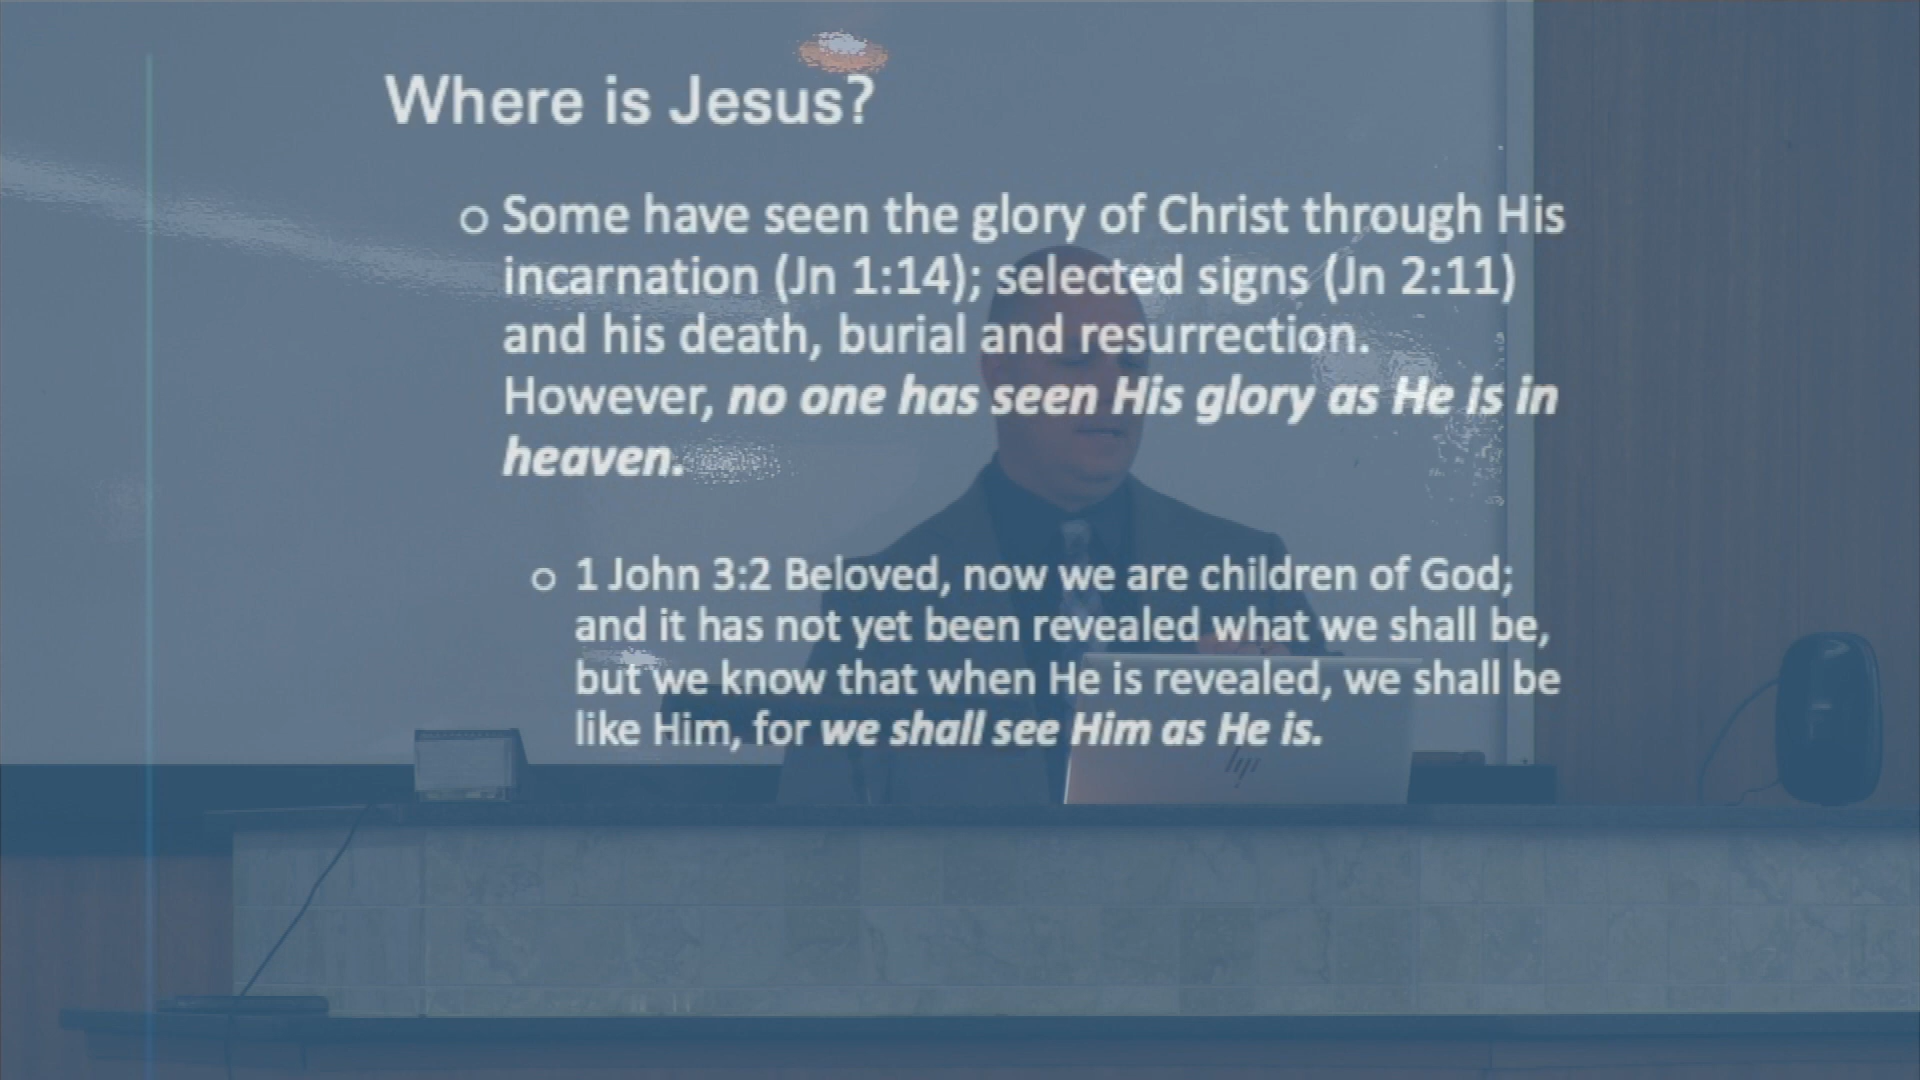 Where is Jesus?
o Some have seen the glory of Christ through His
incarnation (Jn 1:14); selected signs (Jn 2:11)
and his death, burial and resurrection.
However, no one has seen His glory as He is in
heaven.
o 1 John 3:2 Beloved, now we are children of God;
and it has not yet been revealed what we shall be,
but we know that when He is revealed, we shall be
like Him, for we shall see Him as He is.
hp